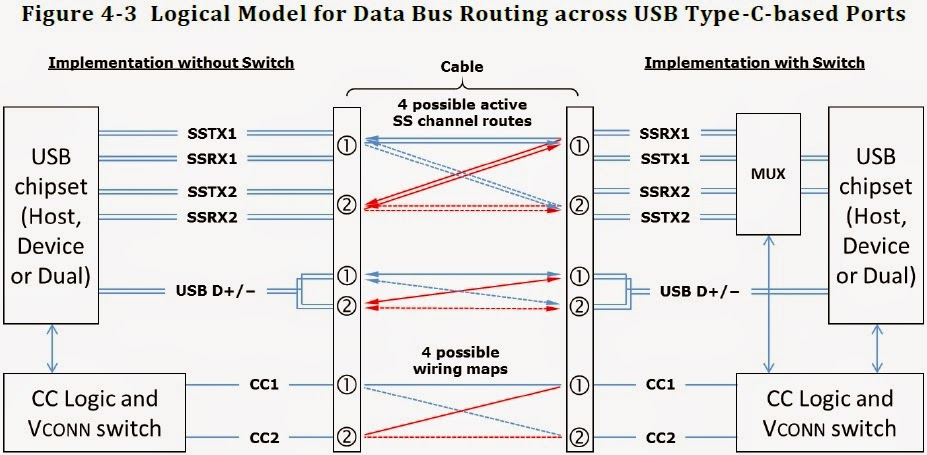 Figure 4-3 Logical Model for Data Bus Routing across USB Type-C-based Ports
Implementation without Switch
Cable
Implementation with Switch
4 possible active
SS channel routes
USB
chipset
(Host,
Device
or Dual)
SSTX1
SSRX1
SSTX2
SSRX2
USB D+/−
①
②
①
②
①
②
①
②
SSRX1
SSTX1
SSRX2
SSTX2
USB D+/−
MUX
USB
chipset
(Host,
Device
or Dual)
4 possible
wiring maps
CC Logic and
VCONN switch
CC1
CC2
①
②
①
②
CC1
CC2
CC Logic and
VCONN switch